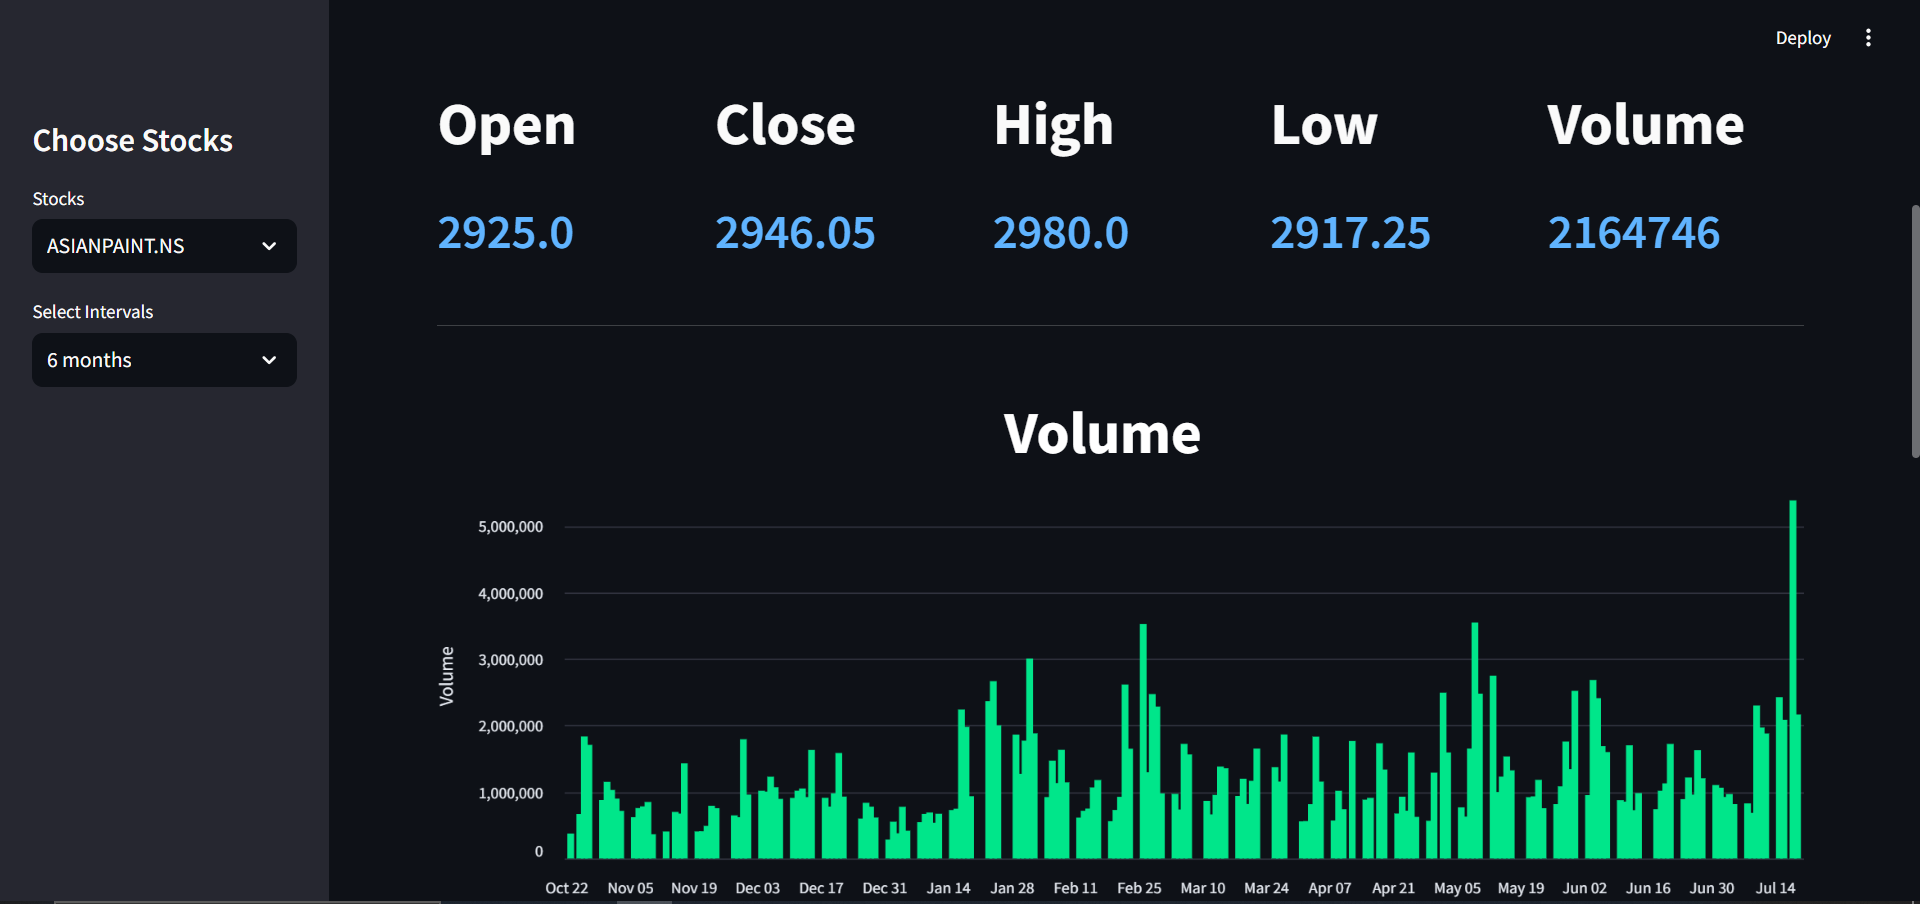 Deploy
Choose Stocks
Stocks
ASIANPAINT.NS
Select Intervals
6 months
Open Close High Low Volume
2925.0 2946.05 2980.0 2917.25 2164746
Volume
5,000,000
4,000,000
3,000,000
2,000,000
1,000,000
0
Volume
Oct 22 Nov 05 Nov 19 Dec 03 Dec 17 Dec 31 Jan 14 Jan 28 Feb 11 Feb 25 Mar 10 Mar 24 Apr 07 Apr 21 May 05 May 19 Jun 02 Jun 16 Jun 30 Jul 14